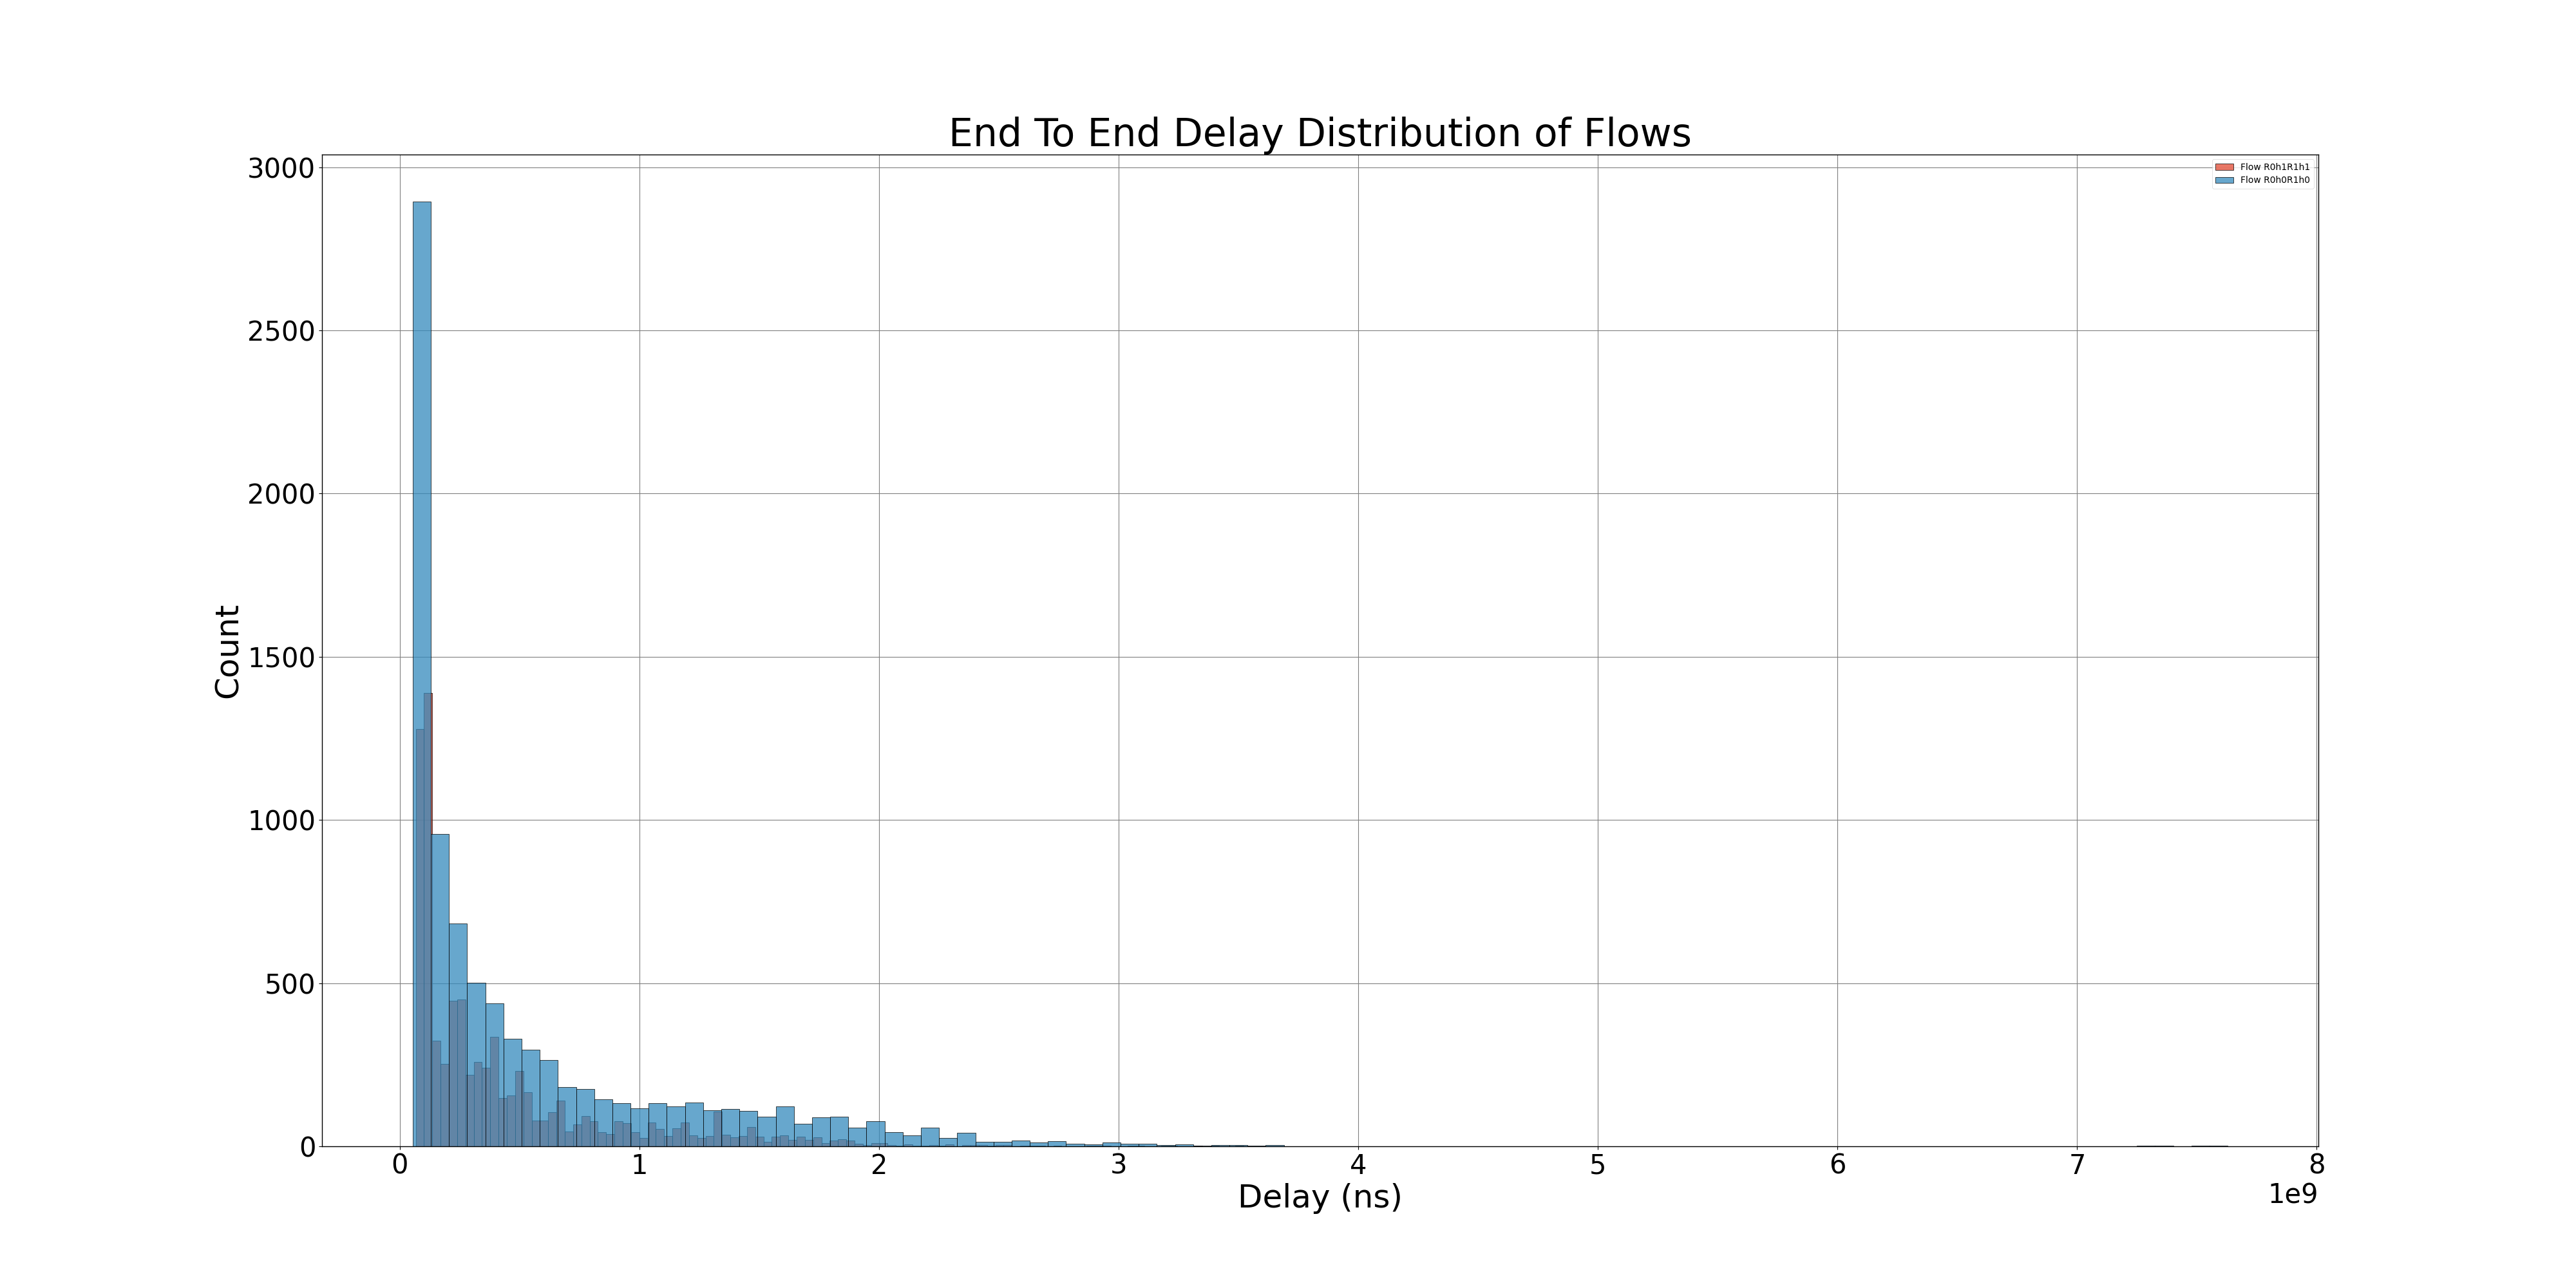 End To End Delay Distribution of Flows
Flow R0h1R1h1
Flow R0h0R1h0
3000
2500
2000
1500
1000
500
0
Count
0 1 2 3 4 5 6 7 8
1e9
Delay (ns)